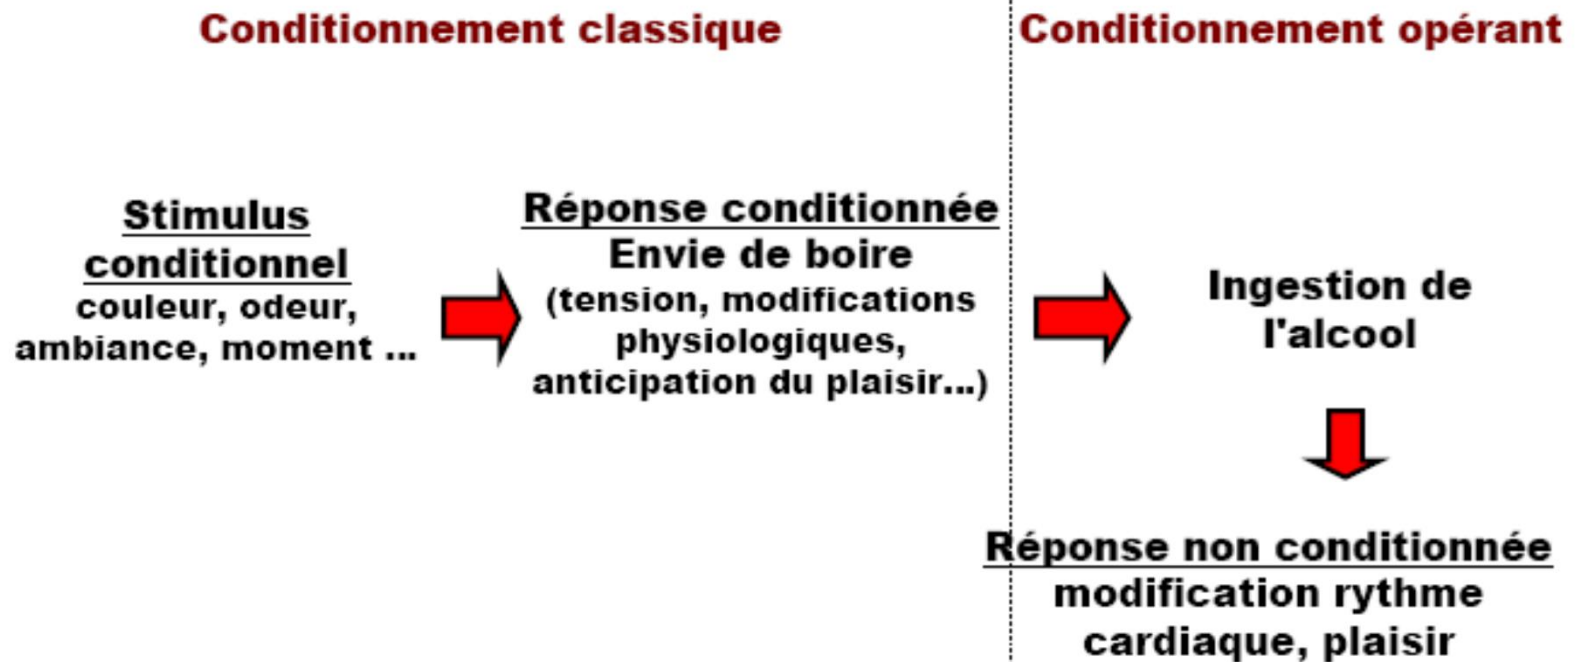 Conditionnement classique
Conditionnement opérant
Stimulus
conditionnel
couleur, odeur,
ambiance, moment ...
Réponse conditionnée
Envie de boire
(tension, modifications
physiologiques,
anticipation du plaisir...)
Ingestion de
l'alcool
Réponse non conditionnée
modification rythme
cardiaque, plaisir